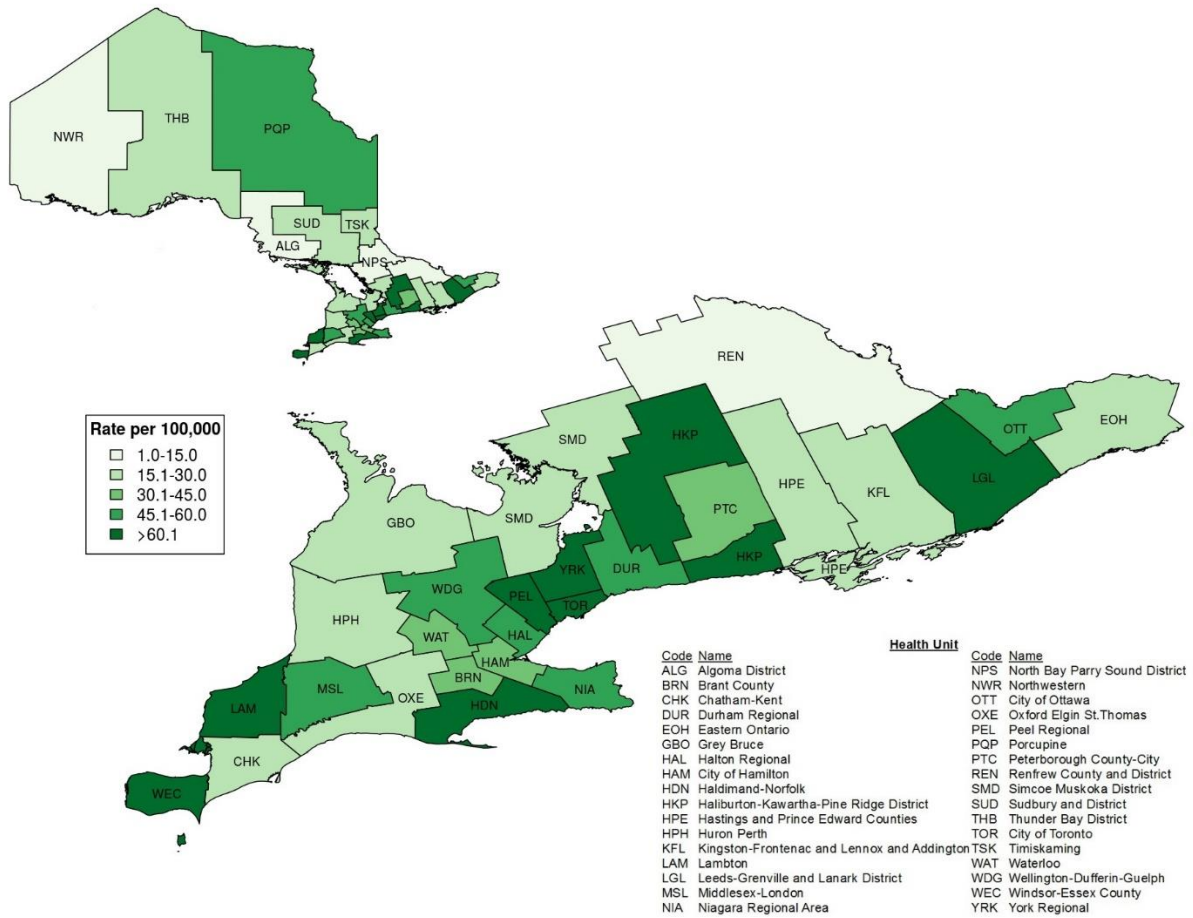 NWR
THB
PQP
SUD
TSK
ALG
NPS
REN
SMD
HKP
OTT
EOH
LGL
HPE
KFL
PTC
GBO
SMD
HKP
HPE
YRK
DUR
WDG
PEL
TOR
HPH
WAT
HAL
HAM
BRN
NIA
MSL
OXE
HDN
LAM
CHK
WEC
Rate per 100,000
1.0-15.0
15.1-30.0
30.1-45.0
45.1-60.0
>60.1
Health Unit
Code Name
ALG Algoma District
BRN Brant County
CHK Chatham-Kent
DUR Durham Regional
EOH Eastern Ontario
GBO Grey Bruce
HAL Halton Regional
HAM City of Hamilton
HDN Haldimand-Norfolk
HKP Haliburton-Kawartha-Pine Ridge District
HPE Hastings and Prince Edward Counties
HPH Huron Perth
KFL Kingston-Frontenac and Lennox and Addington
LAM Lambton
LGL Leeds-Grenville and Lanark District
MSL Middlesex-London
NIA Niagara Regional Area
Code Name
NPS North Bay Parry Sound District
NWR Northwestern
OTT City of Ottawa
OXE Oxford Elgin St.Thomas
PEL Peel Regional
PQP Porcupine
PTC Peterborough County-City
REN Renfrew County and District
SMD Simcoe Muskoka District
SUD Sudbury and District
THB Thunder Bay District
TOR City of Toronto
TSK Timiskaming
WAT Waterloo
WDG Wellington-Dufferin-Guelph
WEC Windsor-Essex County
YRK York Regional